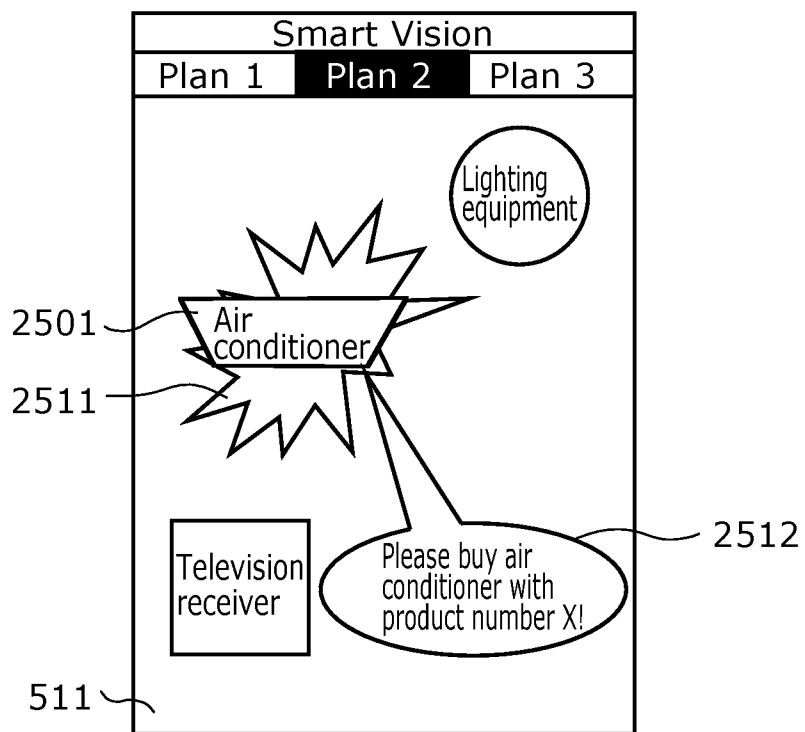 Smart Vision
Plan 1 Plan 2 Plan 3
Lighting
equipment
2501
Air
conditioner
2511
Television
receiver
Please buy air
conditioner with
product number X!
2512
511